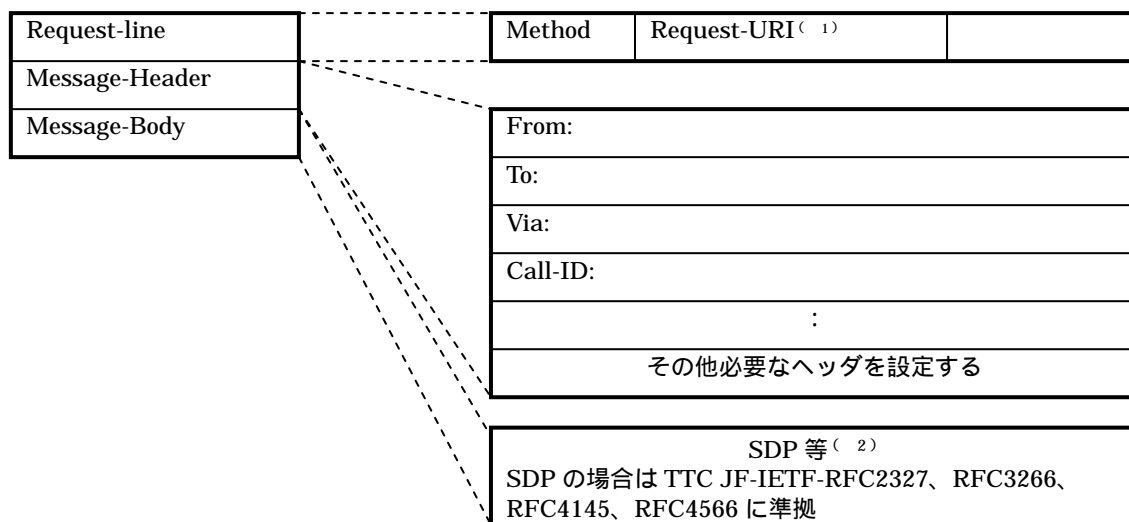 Request-line
Message-Header
Message-Body
Method Request-URI( 1)
From:
To:
Via:
Call-ID:
:
その他必要なヘッダを設定する
SDP 等( 2)
SDP の場合は TTC JF-IETF-RFC2327、RFC3266、
RFC4145、RFC4566 に準拠